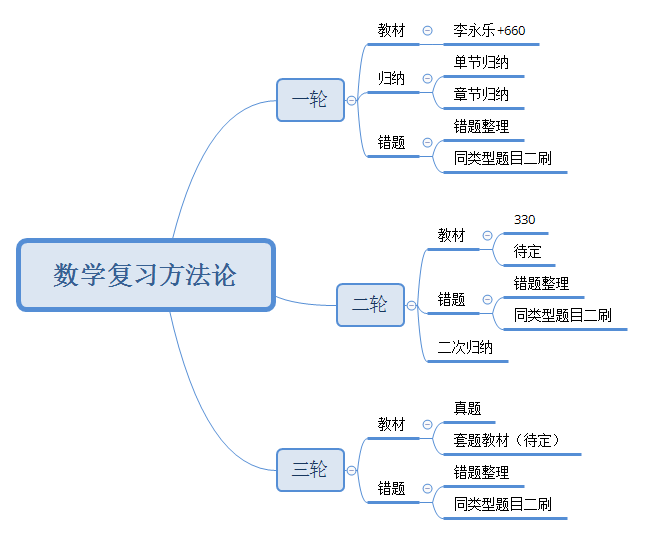 数学复习方法论
一轮
教材
李永乐+660
归纳
单节归纳
章节归纳
错题
错题整理
同类型题目二刷
二轮
教材
330
待定
错题
错题整理
同类型题目二刷
二次归纳
三轮
教材
真题
套题教材（待定）
错题
错题整理
同类型题目二刷